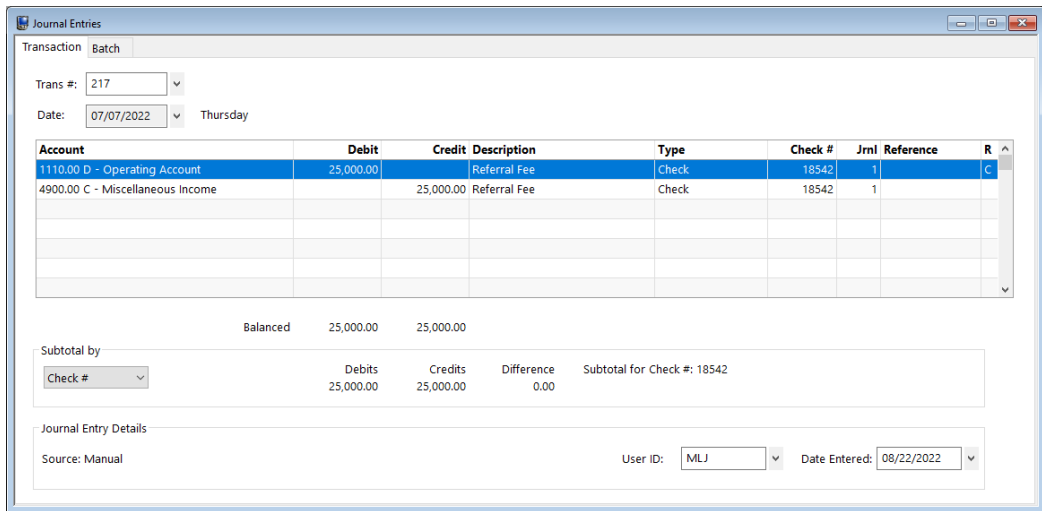 Journal Entries
Transaction Batch
Trans #: 217
Date: 07/07/2022 Thursday
Account Debit Credit Description Type Check # Jrnl Reference R
1110.00 D - Operating Account 25,000.00 Referral Fee Check 18542 1 C
4900.00 C - Miscellaneous Income 25,000.00 Referral Fee Check 18542 1
Balanced 25,000.00 25,000.00
Subtotal by
Check # Debits Credits Difference Subtotal for Check #: 18542
25,000.00 25,000.00 0.00
Journal Entry Details
Source: Manual User ID: MLJ Date Entered: 08/22/2022